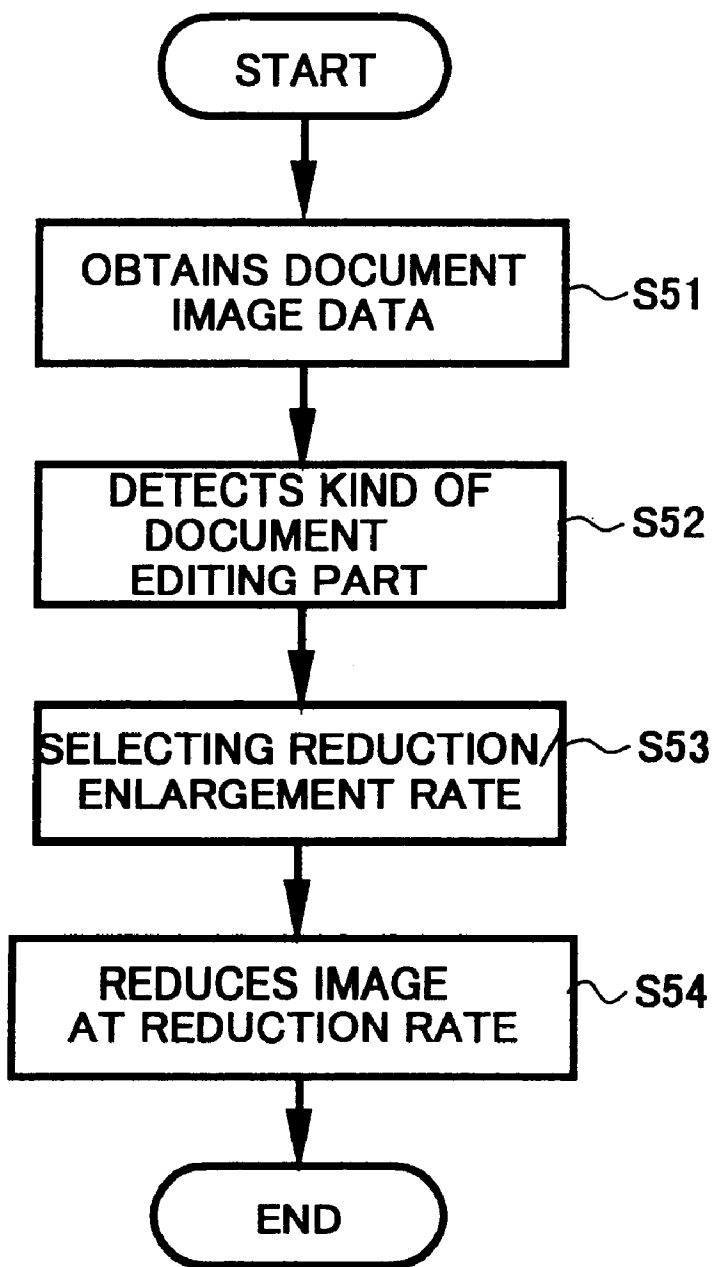 START
OBTAINS DOCUMENT
IMAGE DATA
S51
DETECTS KIND OF
DOCUMENT
EDITING PART
S52
SELECTING REDUCTION/
ENLARGEMENT RATE
S53
REDUCES IMAGE
AT REDUCTION RATE
S54
END